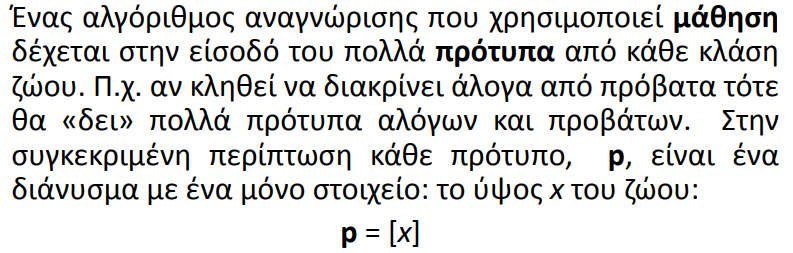 Ένας αλγόριθμος αναγνώρισης που χρησιμοποιεί μάθηση
δέχεται στην είσοδό του πολλά πρότυπα από κάθε κλάση
ζώου. Π.χ. αν κληθεί να διακρίνει άλογα από πρόβατα τότε
θα «δει» πολλά πρότυπα αλόγων και προβάτων. Στην
συγκεκριμένη περίπτωση κάθε πρότυπο, p, είναι ένα
διάνυσμα με ένα μόνο στοιχείο: το ύψος x του ζώου:
p = [x]